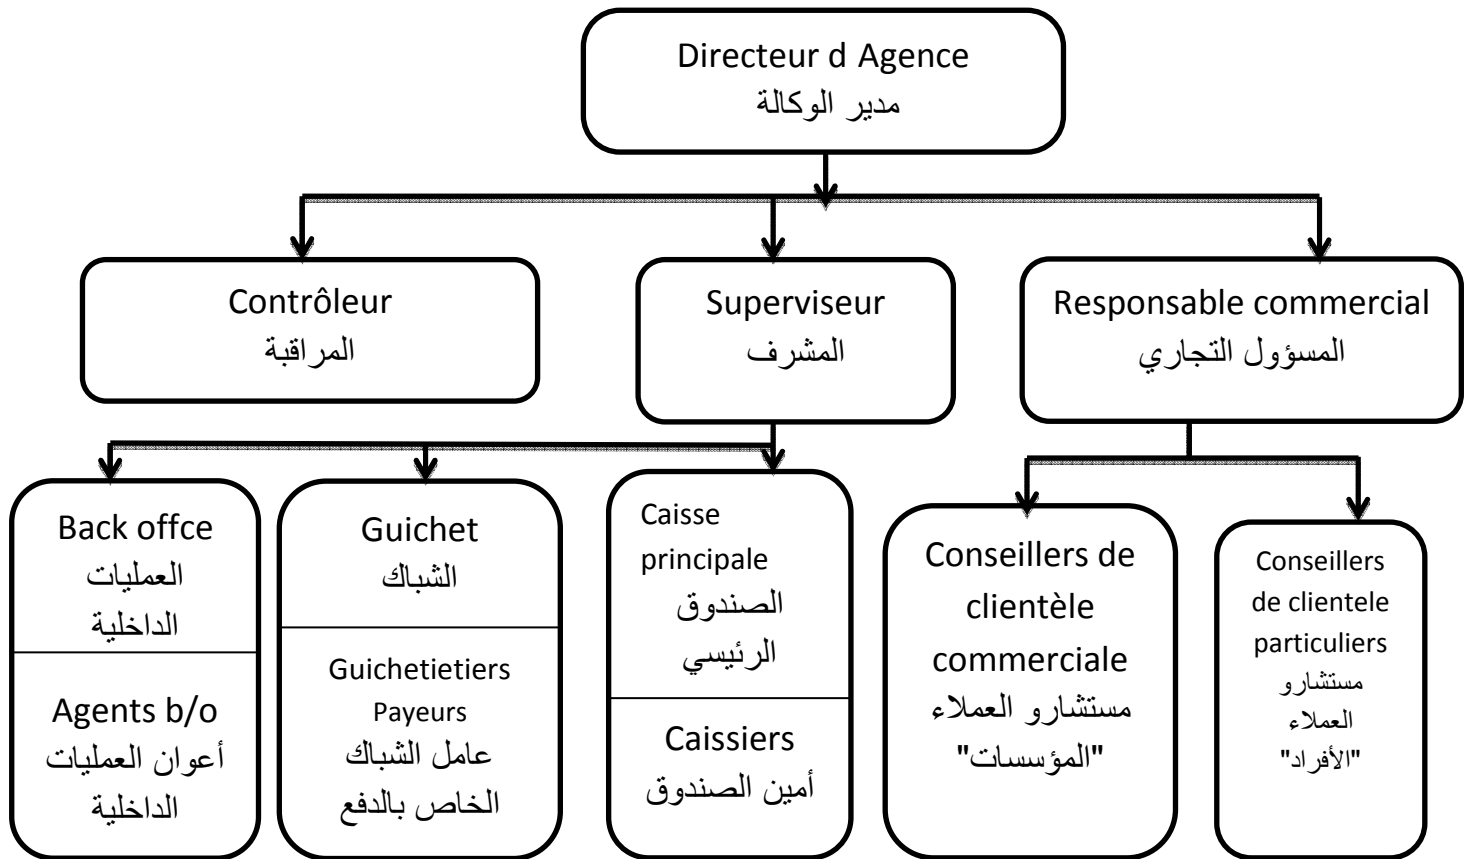 Directeur d Agence
مدير الوكالة
Contrôleur
المراقبة
Superviseur
المشرف
Responsable commercial
المسؤول التجاري
Back offce
العمليات
الداخلية
Agents b/o
أعوان العمليات
الداخلية
Guichet
الشباك
Guichetietiers
Payeurs
عامل الشباك
الخاص بالدفع
Caisse
principale
الصندوق
الرئيسي
Caissiers
أمين الصندوق
Conseillers de
clientèle
commerciale
مستشارو العملاء
"المؤسسات"
Conseillers
de clientele
particuliers
مستشارو
العملاء
"الأفراد"